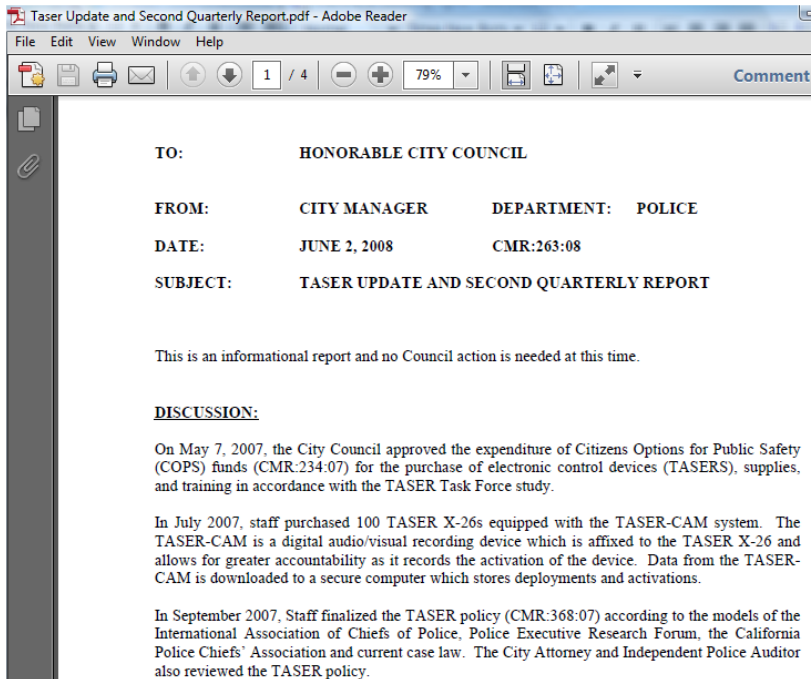 Taser Update and Second Quarterly Report.pdf - Adobe Reader
File Edit View Window Help
1 / 4 79% Comment
TO: HONORABLE CITY COUNCIL
FROM: CITY MANAGER DEPARTMENT: POLICE
DATE: JUNE 2, 2008 CMR:263:08
SUBJECT: TASER UPDATE AND SECOND QUARTERLY REPORT
This is an informational report and no Council action is needed at this time.
DISCUSSION:
On May 7, 2007, the City Council approved the expenditure of Citizens Options for Public Safety
(COPS) funds (CMR:234:07) for the purchase of electronic control devices (TASERS), supplies,
and training in accordance with the TASER Task Force study.
In July 2007, staff purchased 100 TASER X-26s equipped with the TASER-CAM system. The
TASER-CAM is a digital audio/visual recording device which is affixed to the TASER X-26 and
allows for greater accountability as it records the activation of the device. Data from the TASER-
CAM is downloaded to a secure computer which stores deployments and activations.
In September 2007, Staff finalized the TASER policy (CMR:368:07) according to the models of the
International Association of Chiefs of Police, Police Executive Research Forum, the California
Police Chiefs' Association and current case law. The City Attorney and Independent Police Auditor
also reviewed the TASER policy.